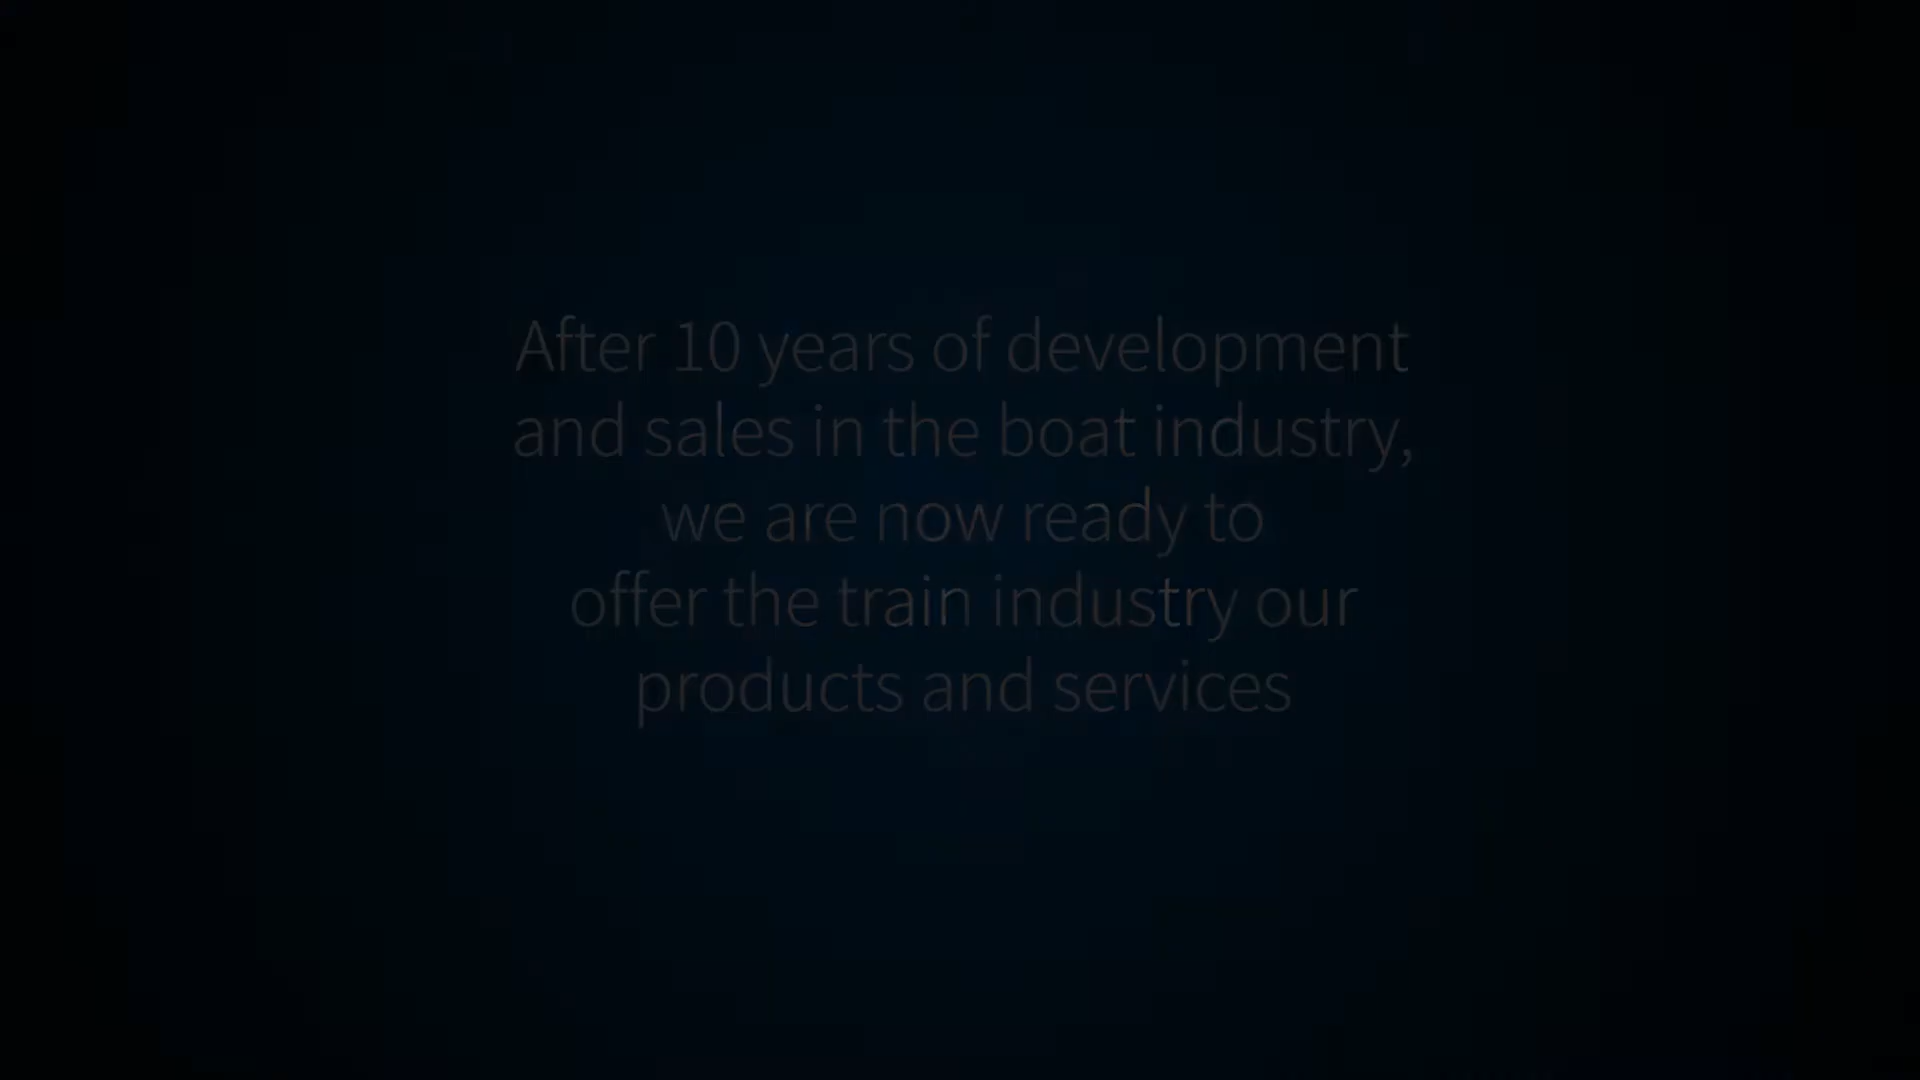 After 10 years of development
and sales in the boat industry,
we are now ready to
offer the train industry our
products and services